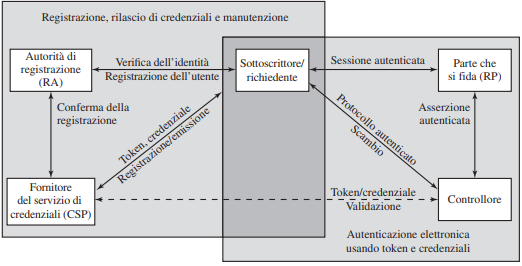 Registrazione, rilascio di credenziali e manutenzione
Autorità di
registrazione
(RA)
Verifica dell'identità
Registrazione dell'utente
Sottoscrittore/
richiedente
Sessione autenticata
Parte che
si fida (RP)
Conferma della
registrazione
Token, credenziale
Registrazione/emissione
Protocollo autenticato
Scambio
Asserzione
autenticata
Fornitore
del servizio di
credenziali (CSP)
Token/credenziale
Validazione
Controllore
Autenticazione elettronica
usando token e credenziali